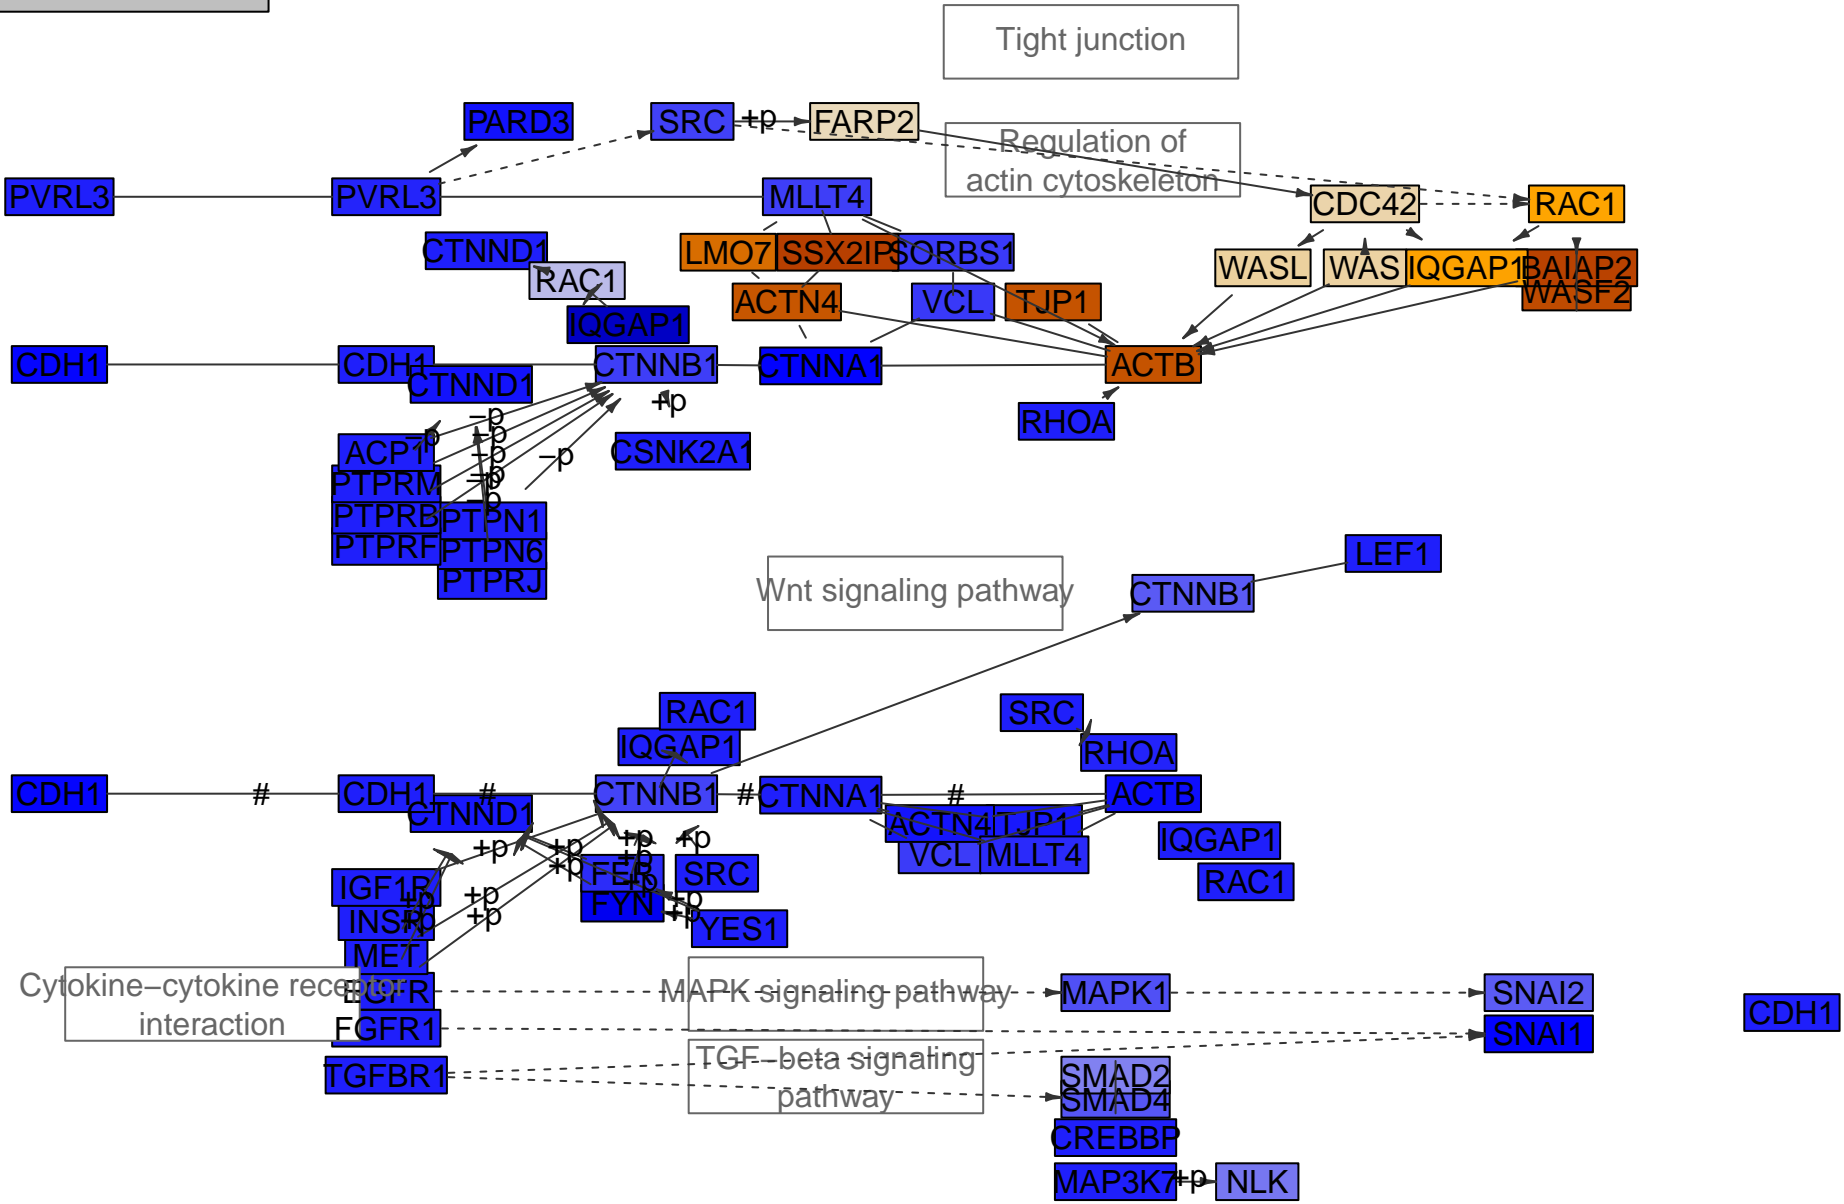 Tight junction
PARD3
SRC
+p
FARP2
Regulation of
actin cytoskeleton
PVRL3
PVRL3
MLLT4
CDC42
RAC1
CTNND1
LMO7
SSX2IP
SORBS1
WASL
WAS
IQGAP1
BAIAP2
RAC1
WASF2
ACTN4
VCL
TJP1
IQGAP1
CDH1
CDH1
CTNNB1
CTNNA1
ACTB
CTNND1
+p
RHOA
–p
–p
–p
ACP1
–p
CSNK2A1
–p
–p
–p
–p
PTPRM
PTPRB
PTPN1
PTPRF
PTPN6
PTPRJ
LEF1
Wnt signaling pathway
CTNNB1
RAC1
SRC
IQGAP1
RHOA
CDH1
#
CDH1
#
CTNNB1
#
CTNNA1
#
ACTB
CTNND1
ACTN4
TJP1
+p
+p
+p
+p
IQGAP1
+p
+p
VCL
MLLT4
IGF1R
FER
SRC
RAC1
+p
+p
+p
+p
FYN
+p
INSR
+p
+p
+p
YES1
MET
Cytokine–cytokine receptor
interaction
EGFR
MAPK signaling pathway
MAPK1
SNAI2
CDH1
FGFR1
SNAI1
TGF–beta signaling
pathway
TGFBR1
SMAD2
SMAD4
CREBBP
MAP3K7
+p
NLK